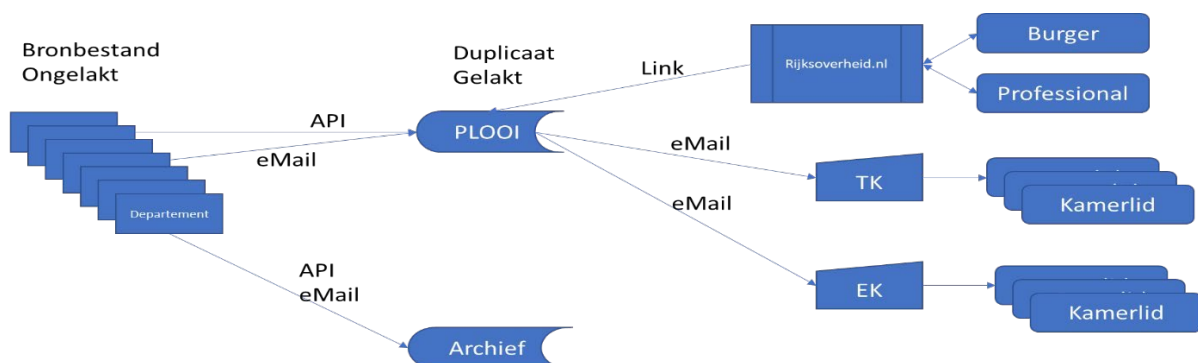 Bronbestand
Ongelakt
Duplicaat
Gelakt
Link
Rijksoverheid.nl
Burger
Professional
API
eMail
PLOOI
eMail
TK
Kamerlid
eMail
Departement
API
eMail
EK
Kamerlid
Archief